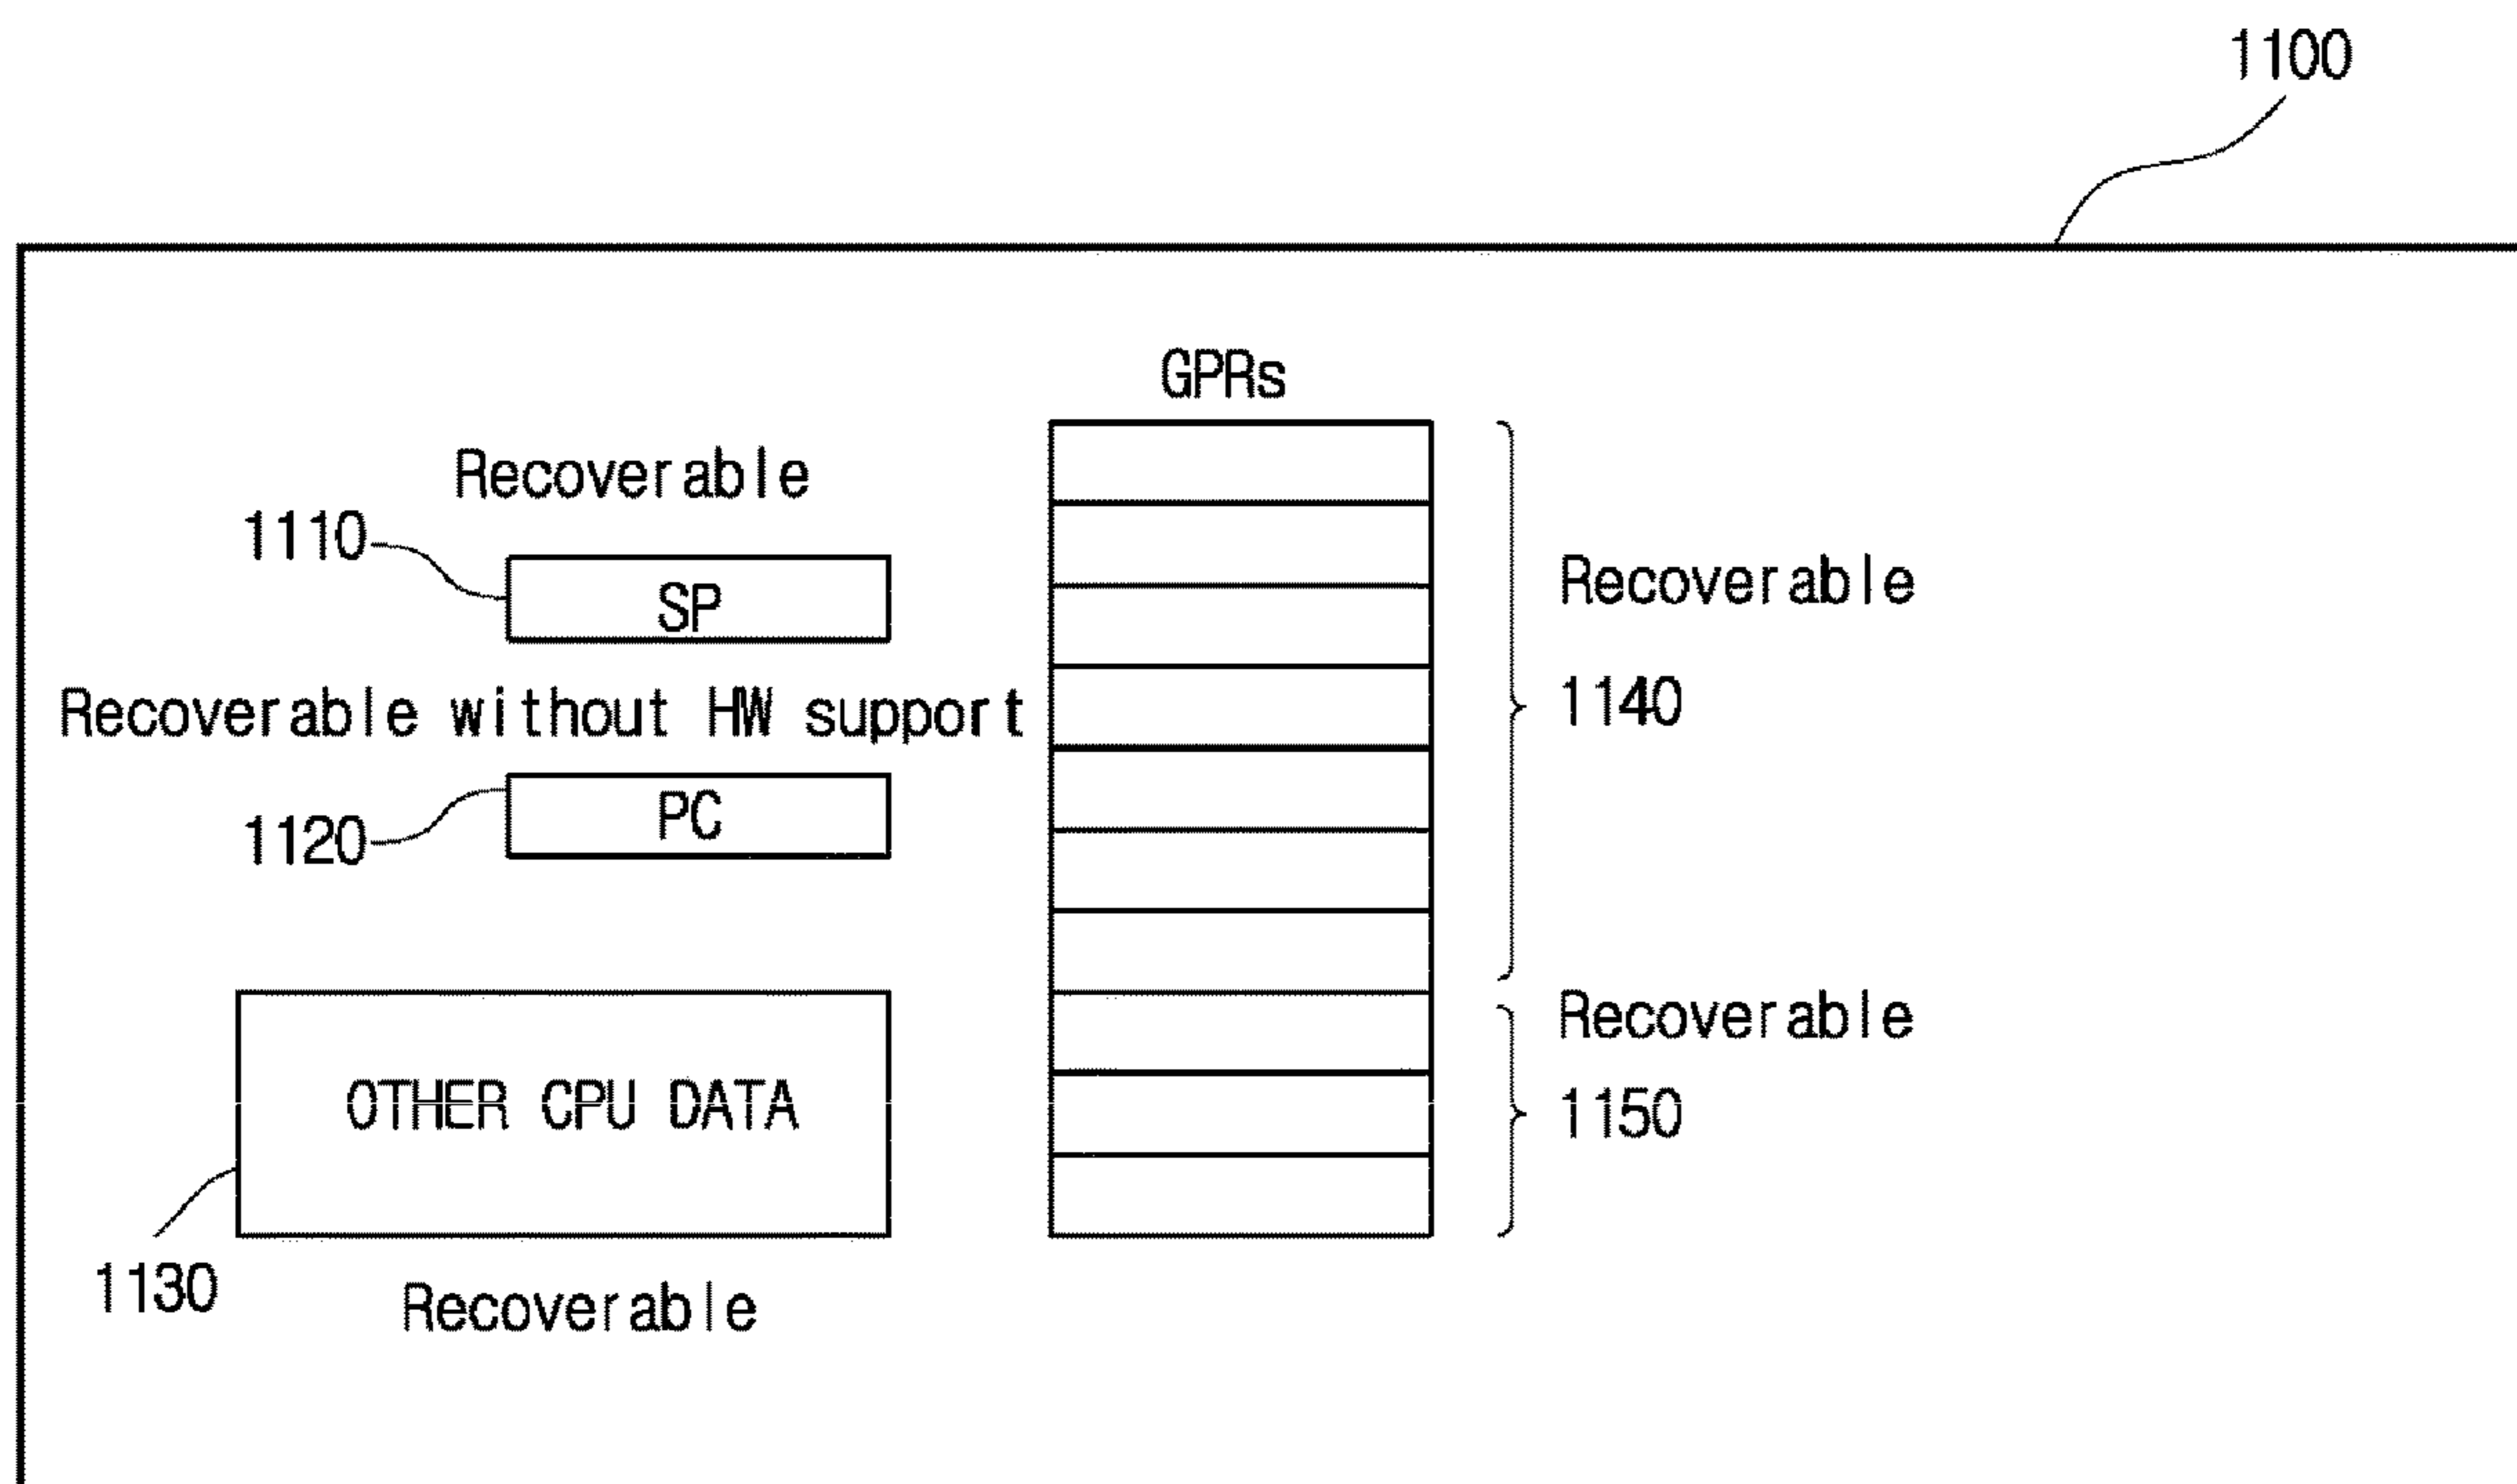 1100
GPRs
Recoverable
1110
SP
Recoverable
Recoverable without HW support
1140
PC
1120
Recoverable
OTHER CPU DATA
1150
1130
Recoverable